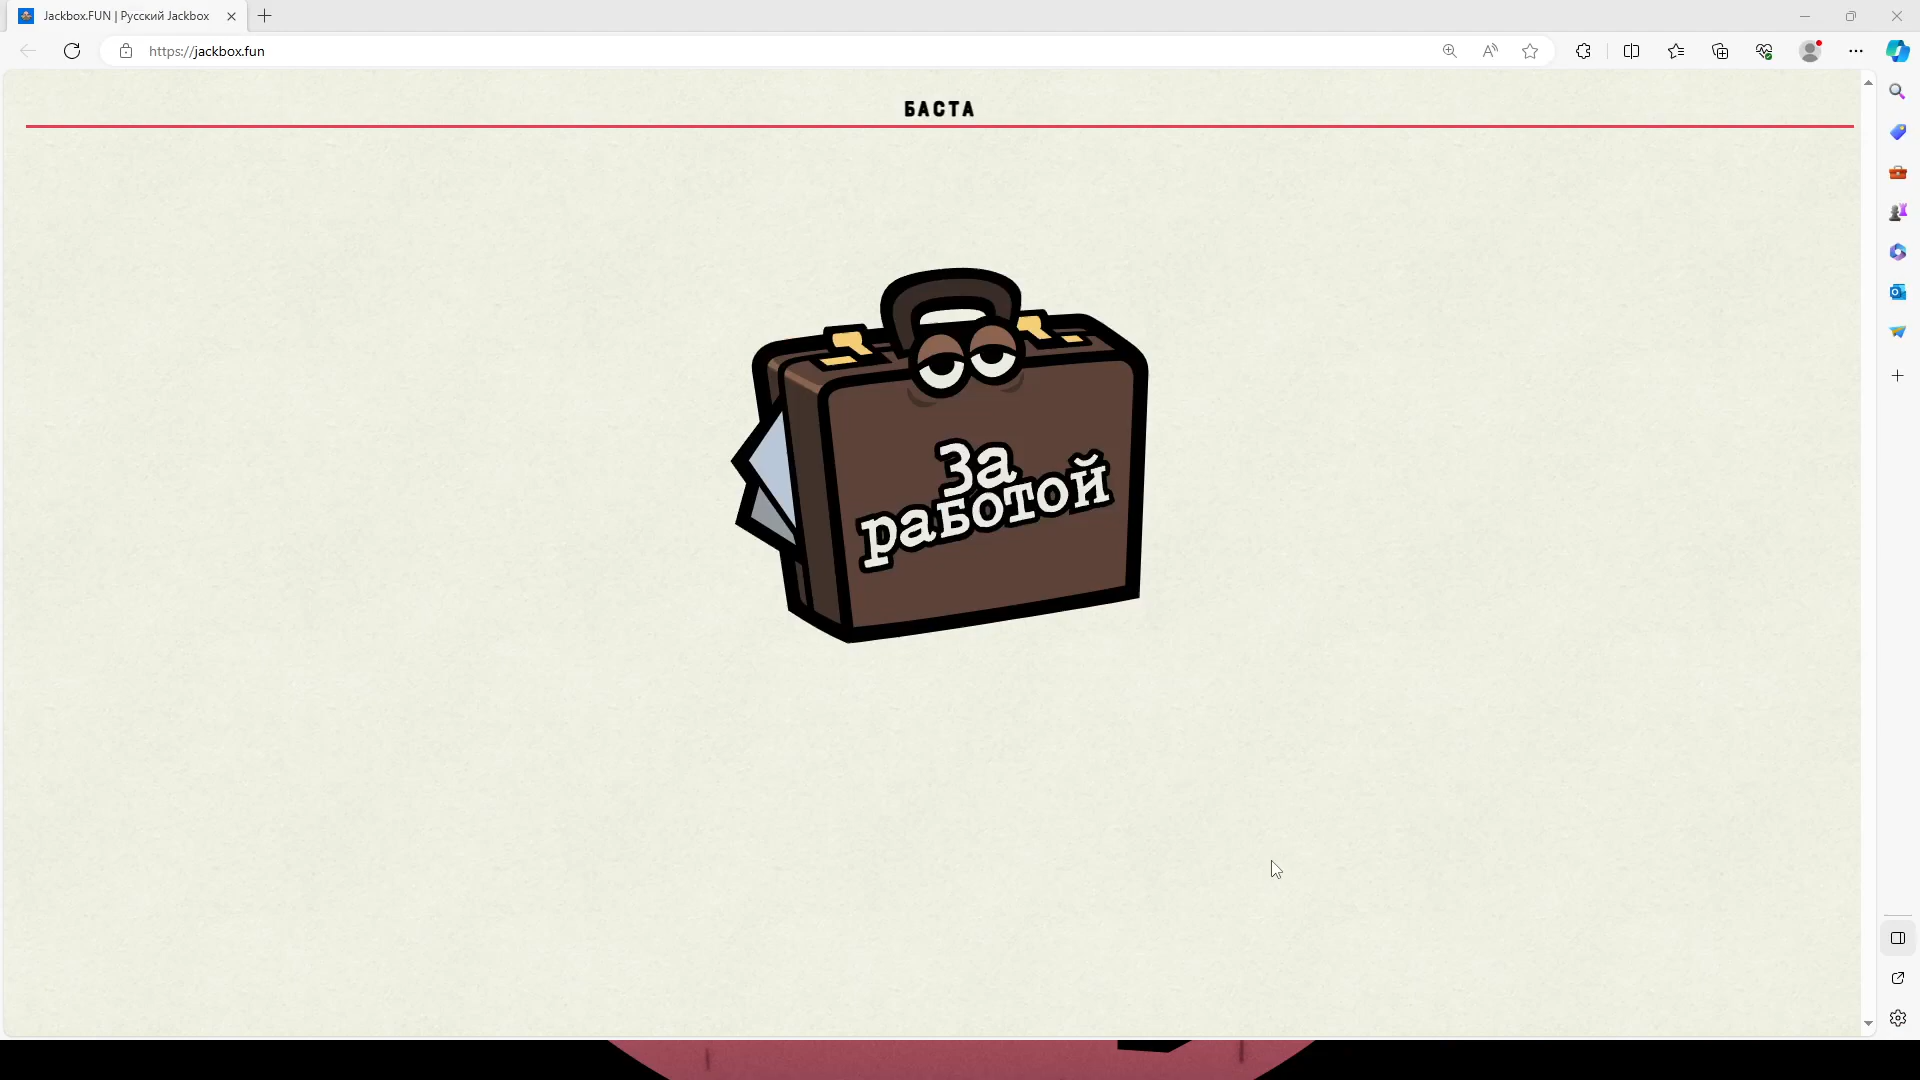 Jackbox.FUN | Русский Jackbox
https://jackbox.fun
БАСТА
За
работой